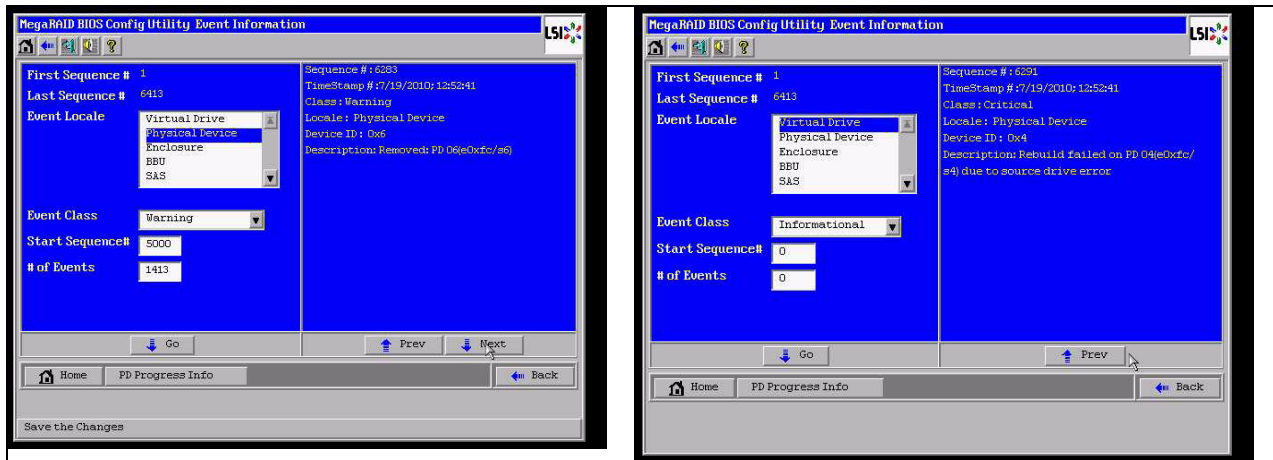 MegaRAID BIOS Config Utility Event Information
LSI
First Sequence # 1
Last Sequence # 6413
Event Locale
Virtual Drive
Physical Device
Enclosure
BBU
SAS
Event Class Warning
Start Sequence# 5000
# of Events 1413
Go
Sequence #:6283
TimeStamp #:7/19/2010; 12:52:41
Class: Warning
Locale: Physical Device
Device ID: 0x6
Description: Removed: PD 06(e0xfc/s6)
Prev Next
Home PD Progress Info Back
Save the Changes
MegaRAID BIOS Config Utility Event Information
LSI
First Sequence # 1
Last Sequence # 6413
Event Locale
Virtual Drive
Physical Device
Enclosure
BBU
SAS
Event Class Informational
Start Sequence# 0
# of Events 0
Go
Sequence #:6291
TimeStamp #:7/19/2010; 12:52:41
Class: Critical
Locale: Physical Device
Device ID: 0x4
Description: Rebuild failed on PD 04(e0xfc/
s4) due to source drive error
Prev
Home PD Progress Info Back